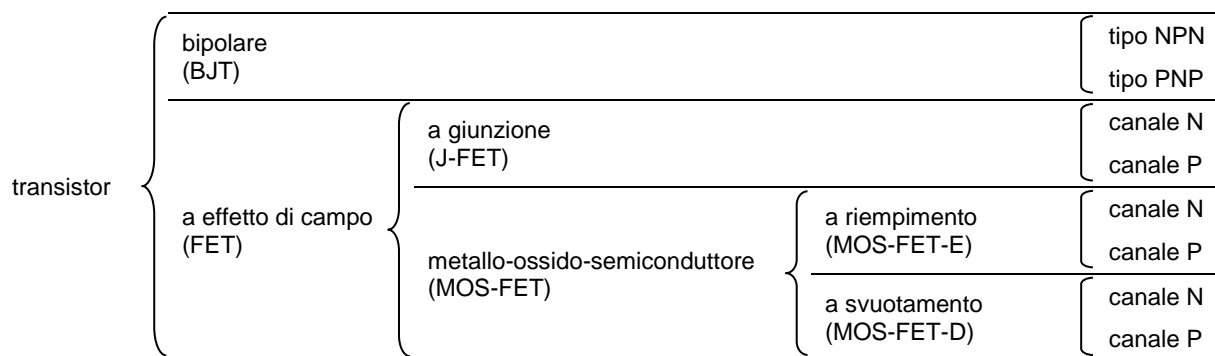 transistor
bipolare
(BJT)
tipo NPN
tipo PNP
a effetto di campo
(FET)
a giunzione
(J-FET)
canale N
canale P
metallo-ossido-semiconduttore
(MOS-FET)
a riempimento
(MOS-FET-E)
canale N
canale P
a svuotamento
(MOS-FET-D)
canale N
canale P